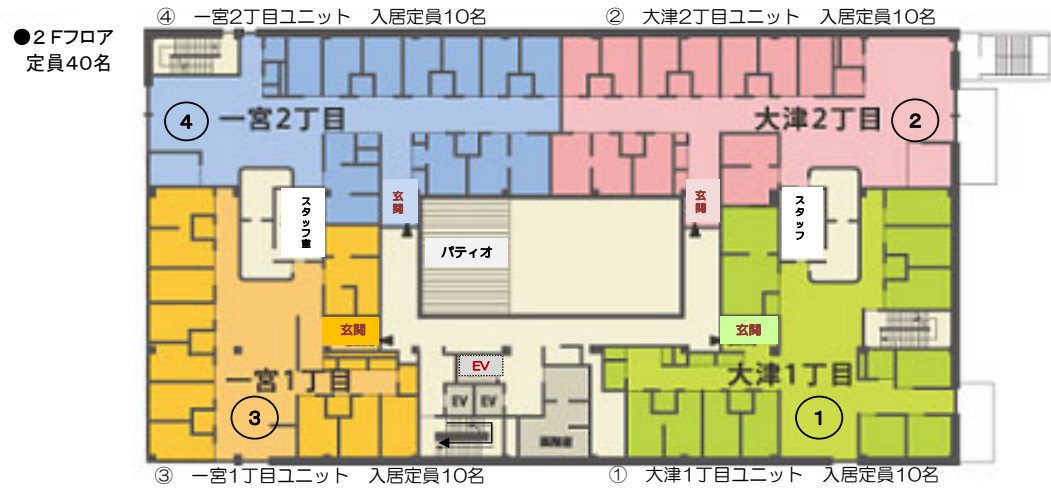 ④　一宮2丁目ユニット　入居定員10名
②　大津2丁目ユニット　入居定員10名
●2Fフロア
定員40名
④
一宮2丁目
大津2丁目
②
玄関
玄関
スタッフ室
スタッフ
パティオ
玄関
玄関
EV
一宮1丁目
大津1丁目
EV
EV
③
①
③　一宮1丁目ユニット　入居定員10名
①　大津1丁目ユニット　入居定員10名